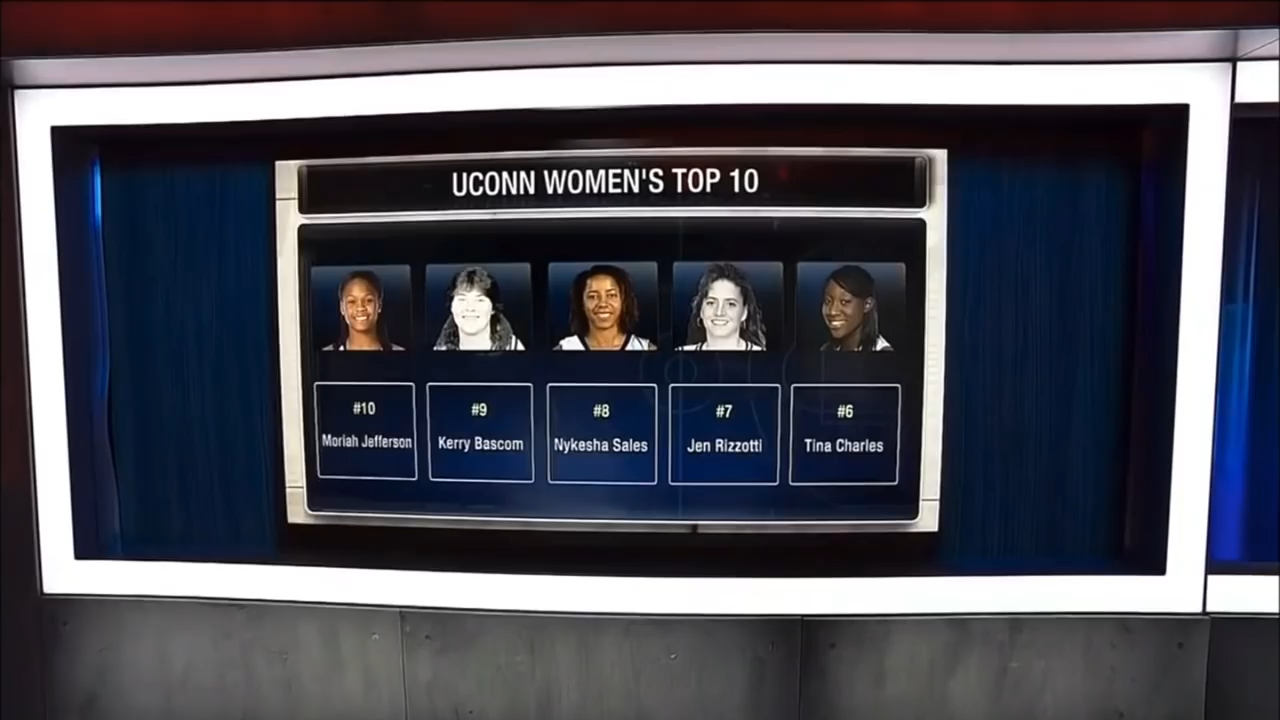 UCONN WOMEN'S TOP 10
#10
Moriah Jefferson
#9
Kerry Bascom
#8
Nykesha Sales
#7
Jen Rizzotti
#6
Tina Charles